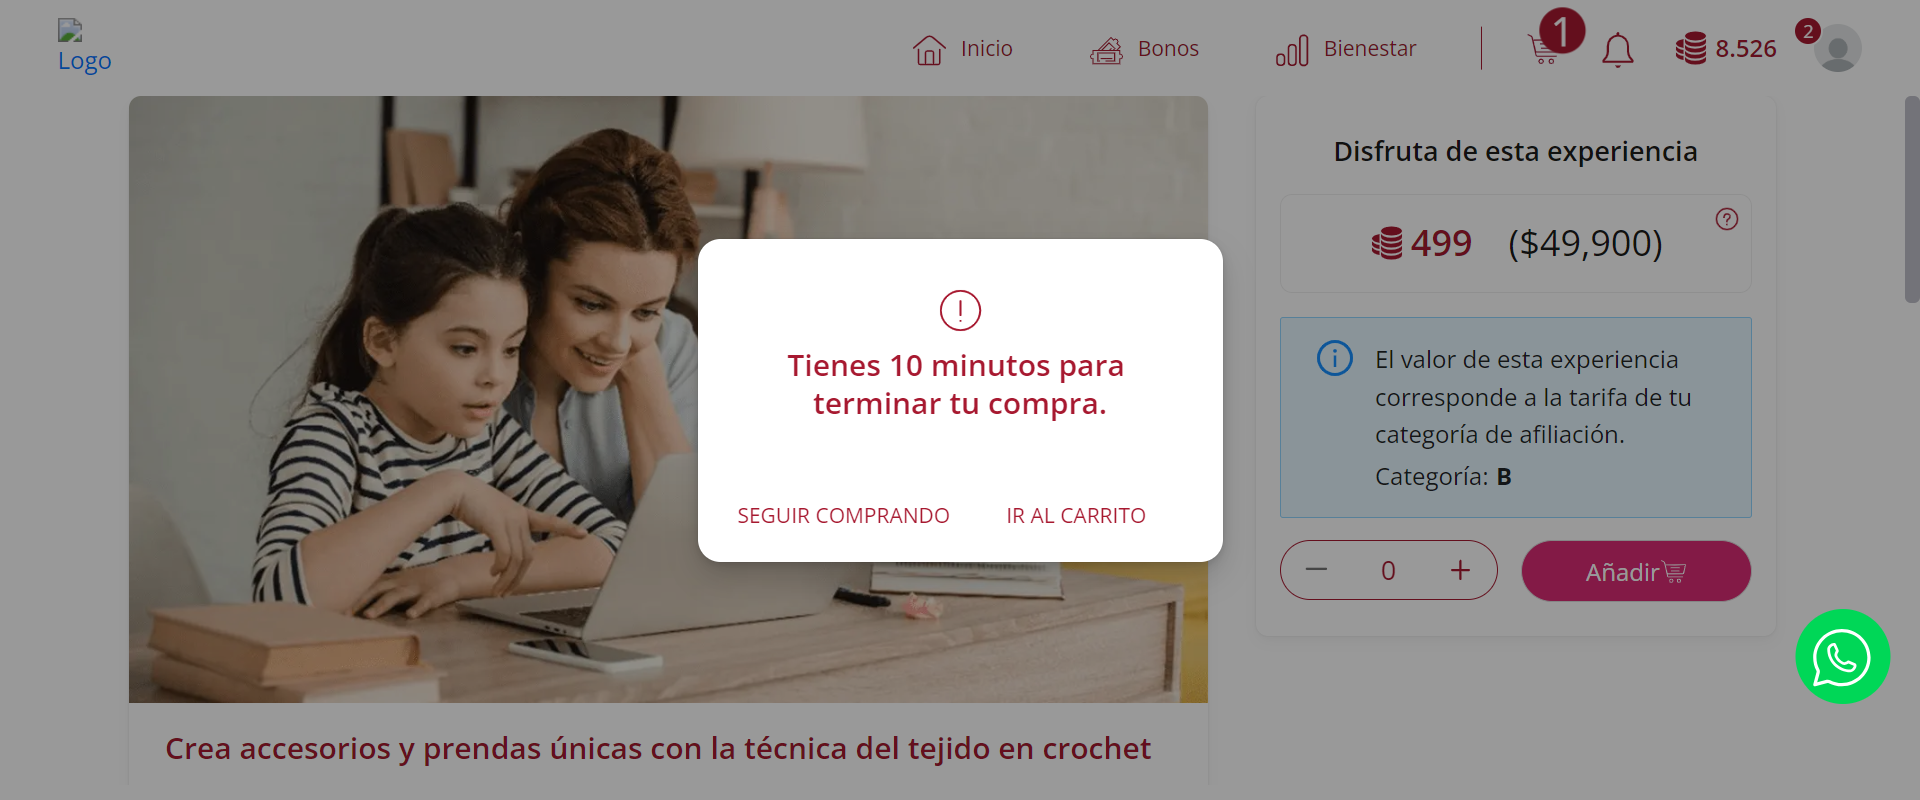 Logo
Inicio
Bonos
Bienestar
1
8.526
2
Disfruta de esta experiencia
499 ($49,900)
?
Tienes 10 minutos para
terminar tu compra.
SEGUIR COMPRANDO
IR AL CARRITO
El valor de esta experiencia
corresponde a la tarifa de tu
categoría de afiliación.
Categoría: B
— 0 +
Añadir
Crea accesorios y prendas únicas con la técnica del tejido en crochet